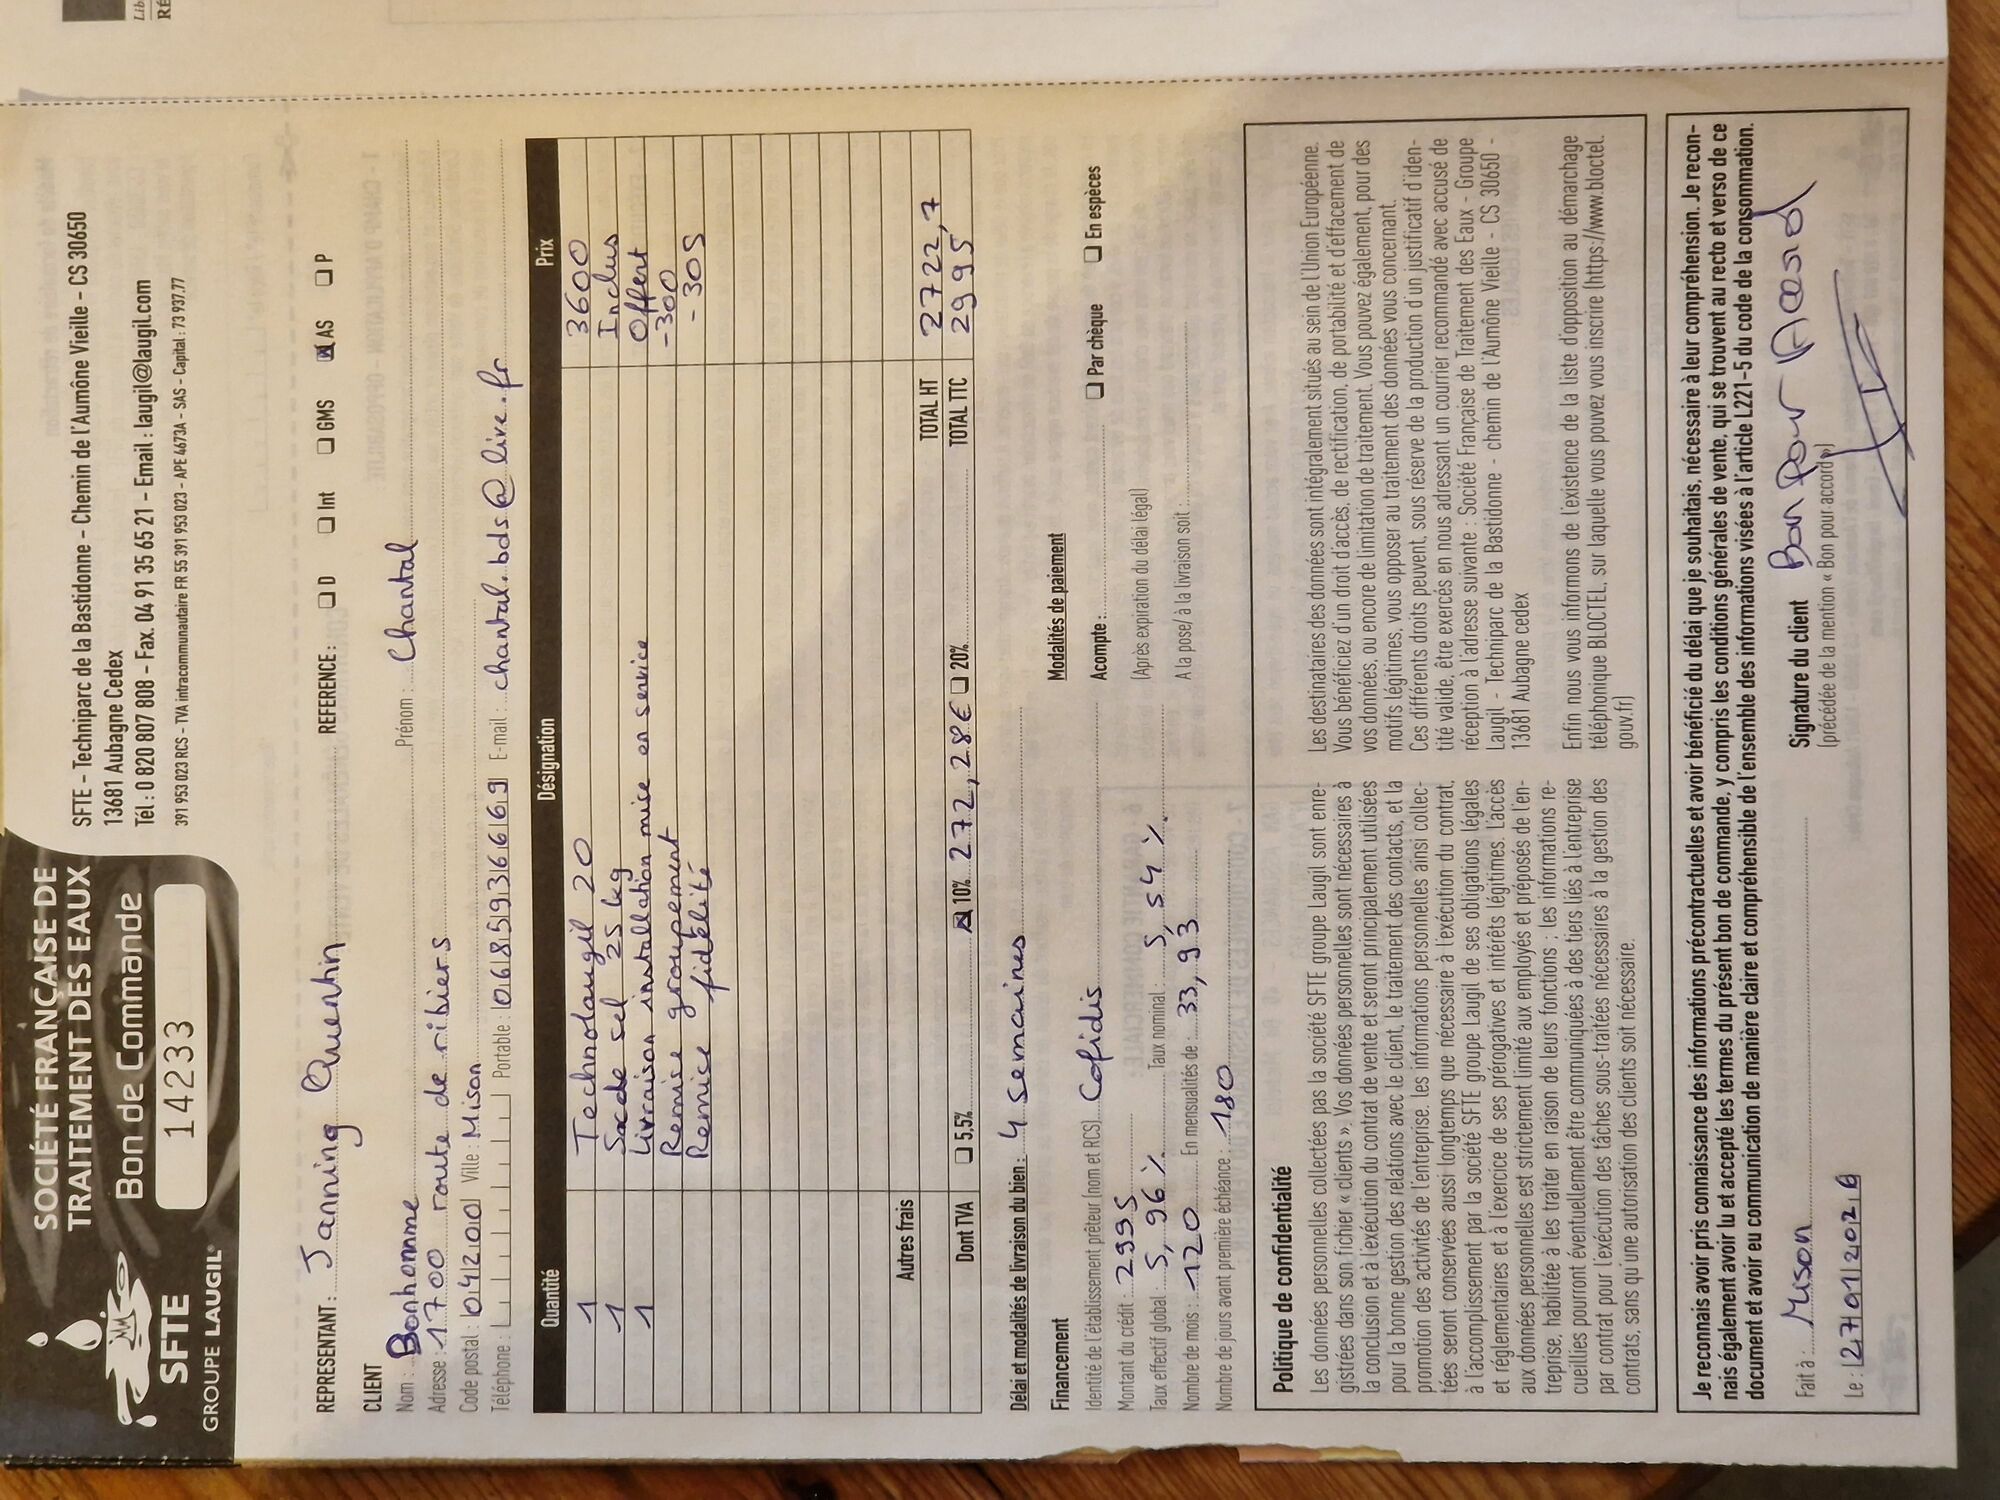 SOCIÉTÉ FRANÇAISE DE
TRAITEMENT DES EAUX
Bon de Commande
14233
SFTE
GROUPE LAUGIL®
SFTE - Techniparc de la Bastidonne - Chemin de l'Aumône Vieille - CS 30650
13681 Aubagne Cedex
Tél : 0 820 807 808 - Fax. 04 91 35 65 21 - Email : laugil@laugil.com
391 953 023 RCS - TVA intracommunautaire FR 55 391 953 023 - APE 4673A - SAS - Capital : 73 937.77
REPRESENTANT : Janning Quentin REFERENCE : D Int GMS AS P
CLIENT
Nom : Bonhomme Prénom : Chantal
Adresse : 1700 route de ribiers
Code postal : 04200 Ville : Mison
Téléphone : Portable : 0685936669 E-mail : chantal.bds@live.fr
Quantité Désignation Prix
1 Technolaugil 20 3600
1 Sac de sel 25 kg Inclus
1 Livraison installation mise en service Offert
Remise groupement -300
Remise fidélité -305
Autres frais
TOTAL HT 2722,7
Dont TVA 5,5% 10% 272,28€ 20% TOTAL TTC 2995
Délai et modalités de livraison du bien : 4 semaines
Financement
Identité de l'établissement prêteur (nom et RCS) Cofidis
Montant du crédit : 2995
Taux effectif global : 5,96 % Taux nominal : 5,54 %
Nombre de mois : 120 En mensualités de : 33,93
Nombre de jours avant première échéance : 180
Modalités de paiement
Acompte : Par chèque En espèces
(Après expiration du délai légal)
A la pose/ à la livraison soit :
Politique de confidentialité
Les données personnelles collectées pas la société SFTE groupe Laugil sont enre-
gistrées dans son fichier « clients ». Vos données personnelles sont nécessaires à
la conclusion et à l'exécution du contrat de vente et seront principalement utilisées
pour la bonne gestion des relations avec le client, le traitement des contacts, et la
promotion des activités de l'entreprise. les informations personnelles ainsi collec-
tées seront conservées aussi longtemps que nécessaire à l'exécution du contrat,
à l'accomplissement par la société SFTE groupe Laugil de ses obligations légales
et réglementaires et à l'exercice de ses prérogatives et intérêts légitimes. L'accès
aux données personnelles est strictement limité aux employés et préposés de l'en-
treprise, habilitée à les traiter en raison de leurs fonctions ; les informations re-
cueillies pourront éventuellement être communiquées à des tiers liés à l'entreprise
par contrat pour l'exécution des tâches sous-traitées nécessaires à la gestion des
contrats, sans qu'une autorisation des clients soit nécessaire.
Les destinataires des données sont intégralement situés au sein de l'Union Européenne.
Vous bénéficiez d'un droit d'accès, de rectification, de portabilité et d'effacement de
vos données, ou encore de limitation de traitement. Vous pouvez également, pour des
motifs légitimes, vous opposer au traitement des données vous concernant.
Ces différents droits peuvent, sous réserve de la production d'un justificatif d'iden-
tité valide, être exercés en nous adressant un courrier recommandé avec accusé de
réception à l'adresse suivante : Société Française de Traitement des Eaux - Groupe
Laugil - Techniparc de la Bastidonne - chemin de l'Aumône Vieille - CS 30650 -
13681 Aubagne cedex
Enfin nous vous informons de l'existence de la liste d'opposition au démarchage
téléphonique BLOCTEL, sur laquelle vous pouvez vous inscrire (https://www.bloctel.
gouv.fr)
Je reconnais avoir pris connaissance des informations précontractuelles et avoir bénéficié du délai que je souhaitais, nécessaire à leur compréhension. Je recon-
nais également avoir lu et accepté les termes du présent bon de commande, y compris les conditions générales de vente, qui se trouvent au recto et verso de ce
document et avoir eu communication de manière claire et compréhensible de l'ensemble des informations visées à l'article L221-5 du code de la consommation.
Fait à : Mison
Le : 27012026
Signature du client Bon Pour Accord
(précédée de la mention « Bon pour accord »)